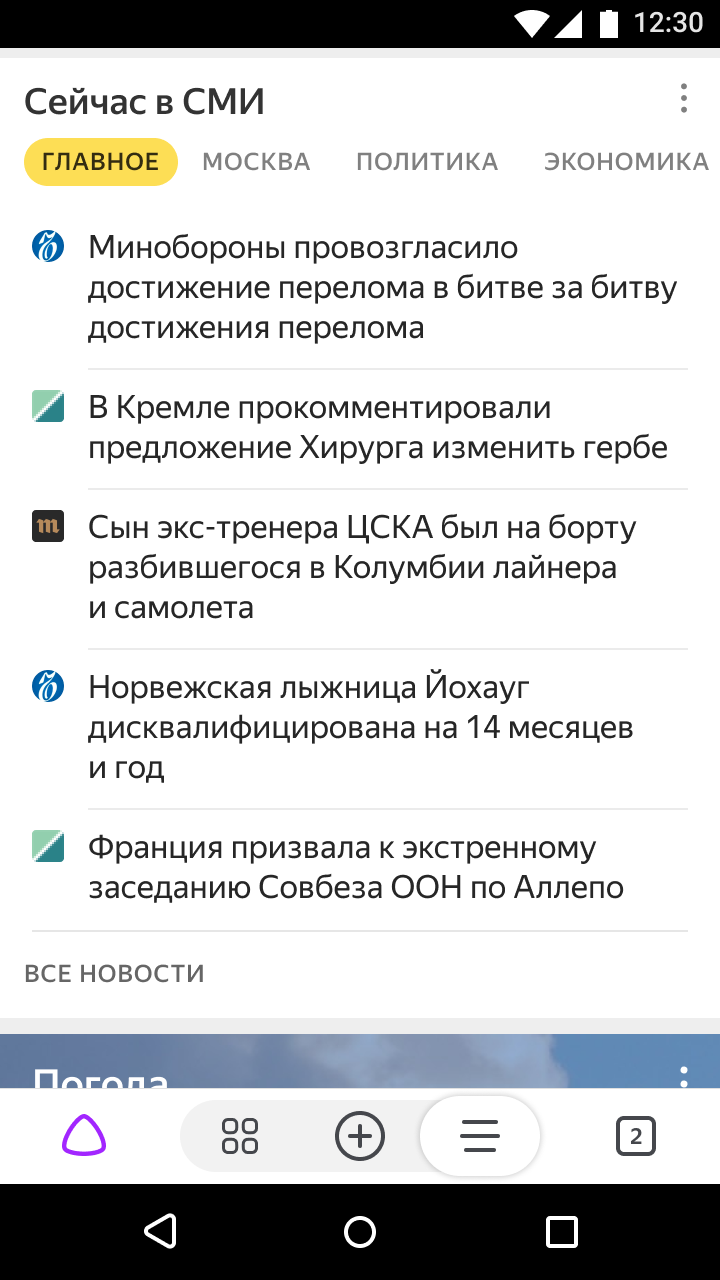 12:30
Сейчас в СМИ
ГЛАВНОЕ МОСКВА ПОЛИТИКА ЭКОНОМИКА
Минобороны провозгласило
достижение перелома в битве за битву
достижения перелома
В Кремле прокомментировали
предложение Хирурга изменить гербе
m
Сын экс-тренера ЦСКА был на борту
разбившегося в Колумбии лайнера
и самолета
Норвежская лыжница Йохауг
дисквалифицирована на 14 месяцев
и год
Франция призвала к экстренному
заседанию Совбеза ООН по Аллепо
ВСЕ НОВОСТИ
Погода
2